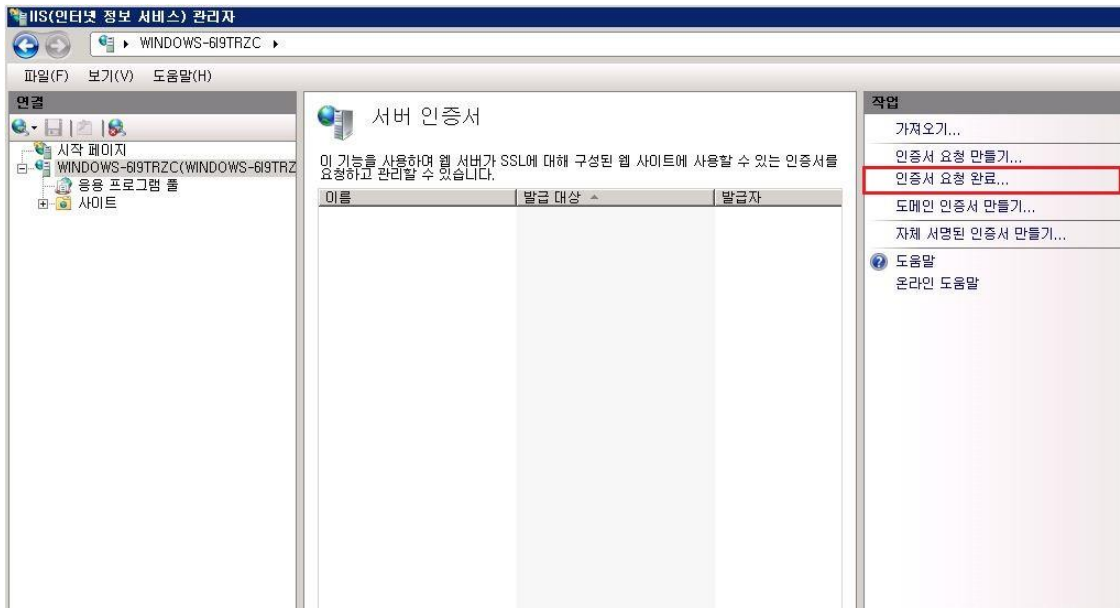 IIS(인터넷 정보 서비스) 관리자
WINDOWS-6I9TRZC
파일(F) 보기(V) 도움말(H)
연결
시작 페이지
WINDOWS-6I9TRZC(WINDOWS-6I9TRZ
응용 프로그램 풀
사이트
서버 인증서
이 기능을 사용하여 웹 서버가 SSL에 대해 구성된 웹 사이트에 사용할 수 있는 인증서를
요청하고 관리할 수 있습니다.
이름 발급 대상 발급자
작업
가져오기...
인증서 요청 만들기...
인증서 요청 완료...
도메인 인증서 만들기...
자체 서명된 인증서 만들기...
도움말
온라인 도움말